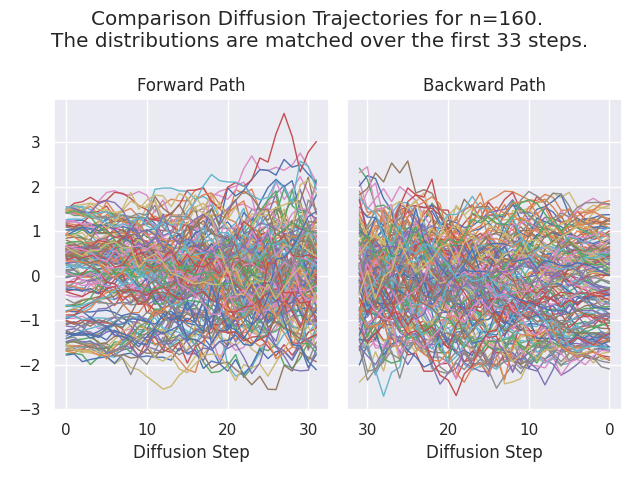 Comparison Diffusion Trajectories for n=160.
The distributions are matched over the first 33 steps.
Forward Path
Backward Path
3
2
1
0
−1
−2
−3
0 10 20 30
30 20 10 0
Diffusion Step
Diffusion Step